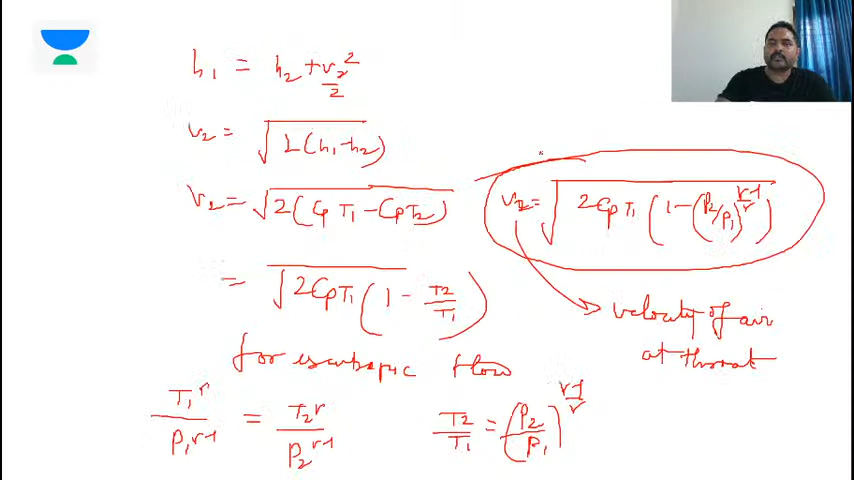 h₁ = h₂ + v₂²/2
v₂ = √(2(h₁-h₂))
v₂ = √(2(CpT₁-CpT₂))
= √(2CpT₁(1 - T₂/T₁))
v₂ = √(2CpT₁(1-(P₂/P₁)^(r-1/r)))
velocity of air
at throat
for isentropic flow
T₁^r/P₁^(r-1) = T₂^r/P₂^(r-1)
T₂/T₁ = (P₂/P₁)^(r-1/r)